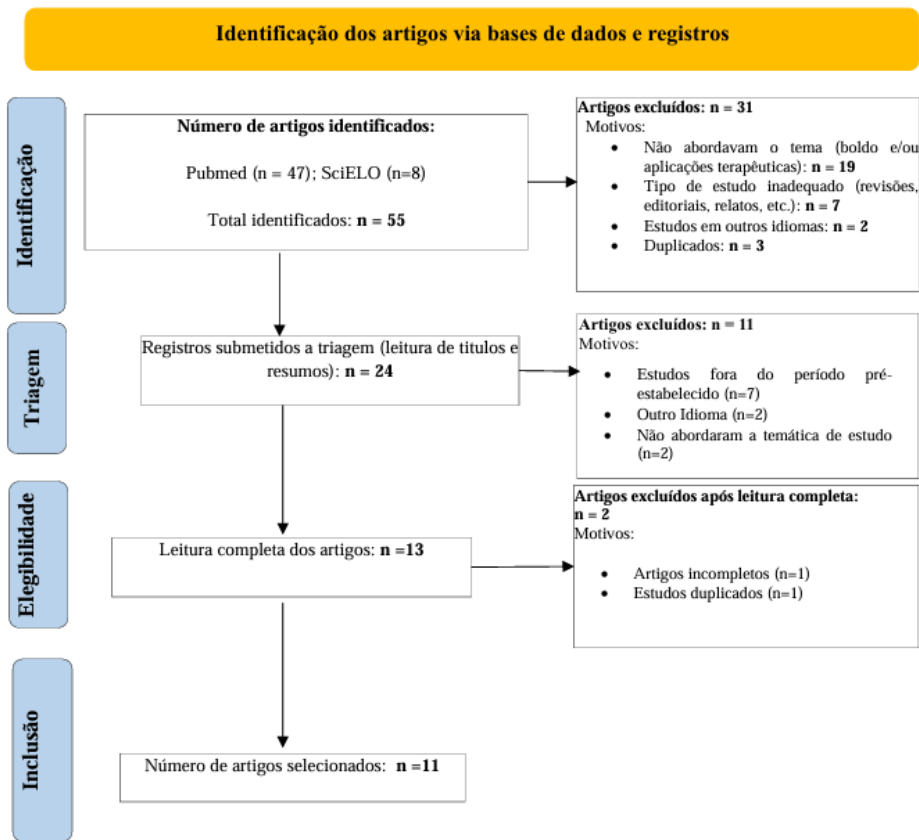 Identificação dos artigos via bases de dados e registros
Identificação
Número de artigos identificados:
Pubmed (n = 47); SciELO (n=8)
Total identificados: n = 55
Artigos excluídos: n = 31
Motivos:
• Não abordavam o tema (boldo e/ou
aplicações terapêuticas): n = 19
• Tipo de estudo inadequado (revisões,
editoriais, relatos, etc.): n = 7
• Estudos em outros idiomas: n = 2
• Duplicados: n = 3
Triagem
Registros submetidos a triagem (leitura de titulos e
resumos): n = 24
Artigos excluídos: n = 11
Motivos:
• Estudos fora do período pré-
estabelecido (n=7)
• Outro Idioma (n=2)
• Não abordaram a temática de estudo
(n=2)
Elegibilidade
Leitura completa dos artigos: n =13
Artigos excluídos após leitura completa:
n = 2
Motivos:
• Artigos incompletos (n=1)
• Estudos duplicados (n=1)
Inclusão
Número de artigos selecionados: n =11